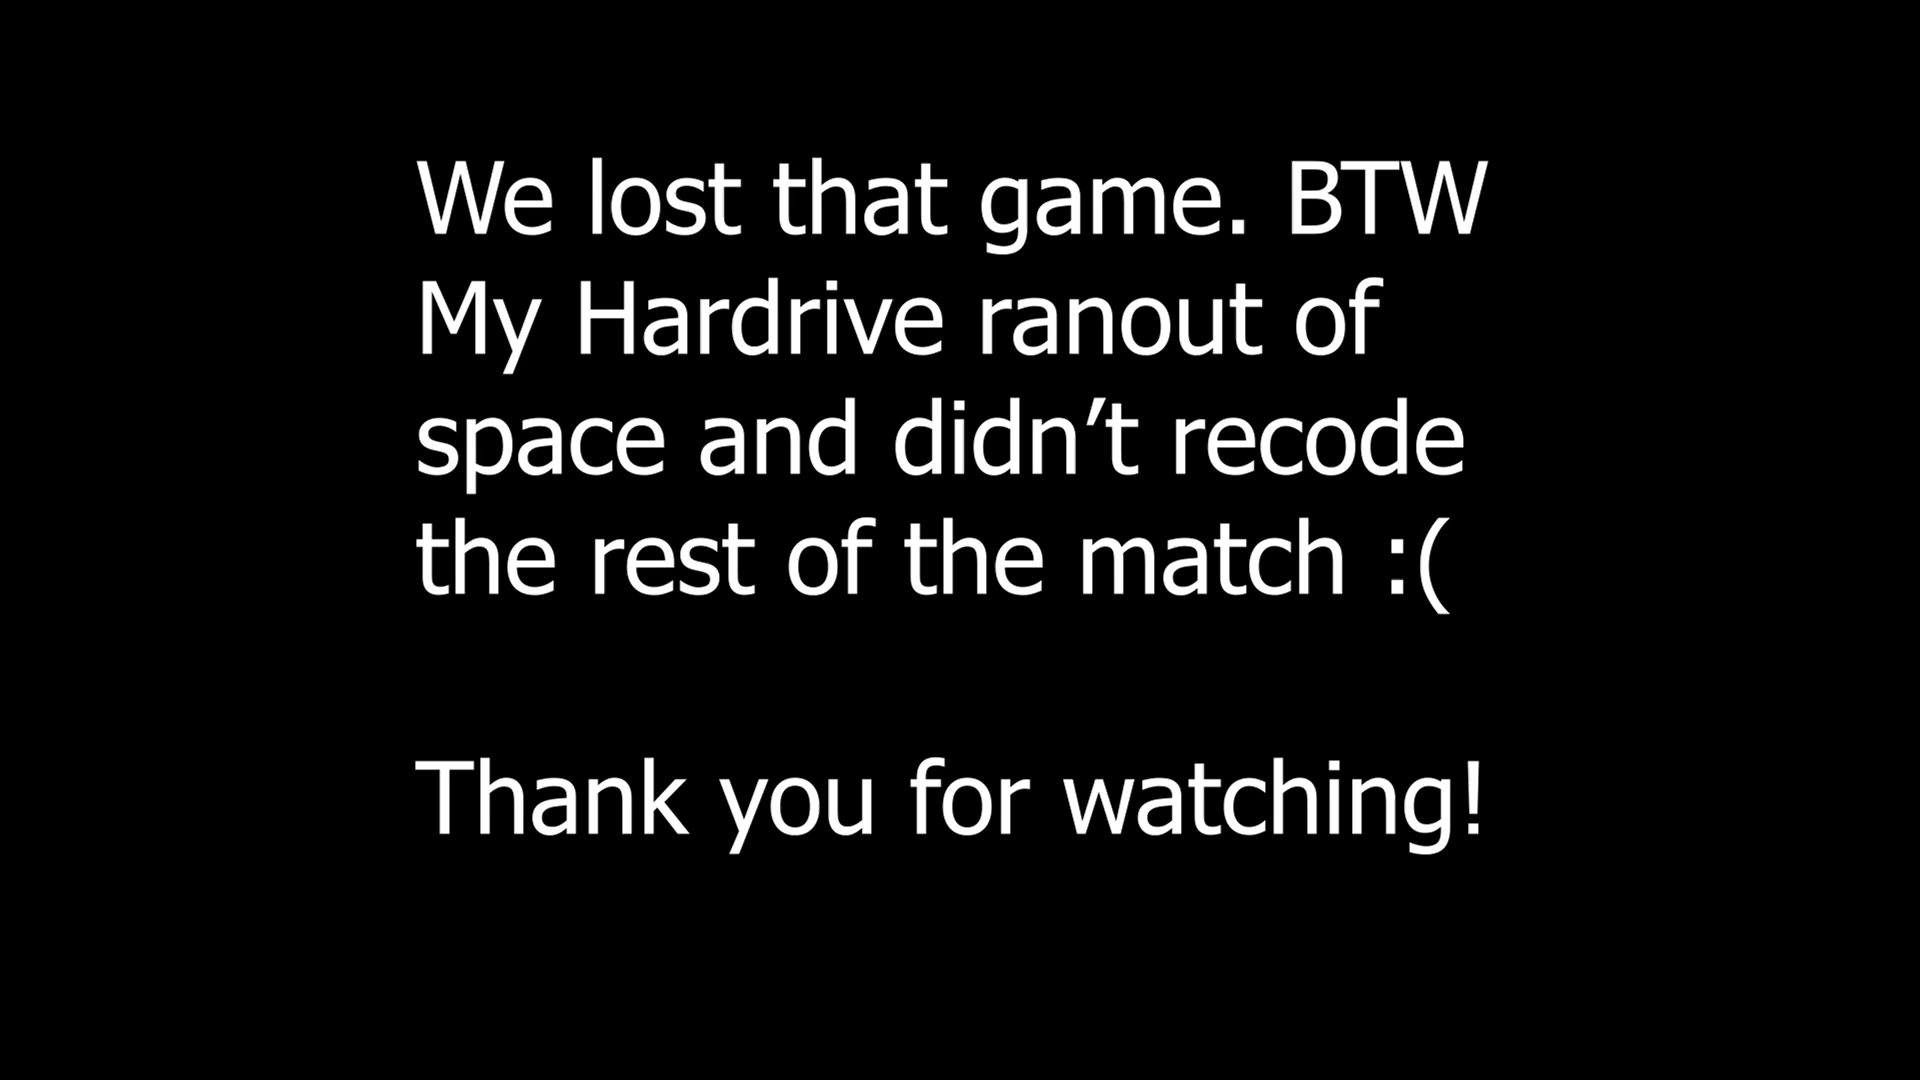 We lost that game. BTW
My Hardrive ranout of
space and didn’t recode
the rest of the match :(
Thank you for watching!